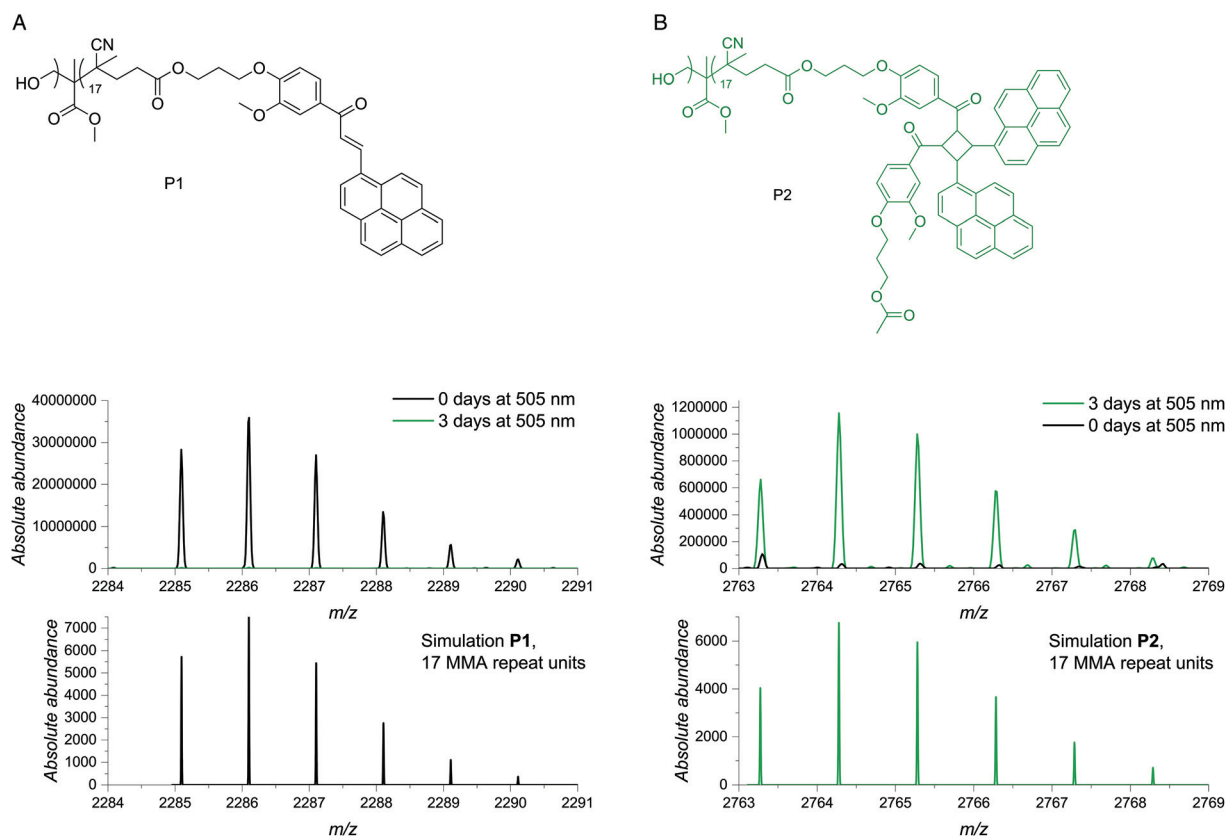 A
CN
HO
17
O
O
O
O
O
O
O
P1
B
CN
HO
17
O
O
O
O
O
O
O
O
O
O
O
O
P2
0 days at 505 nm
3 days at 505 nm
Absolute abundance
40000000
30000000
20000000
10000000
0
2284 2285 2286 2287 2288 2289 2290 2291
m/z
3 days at 505 nm
0 days at 505 nm
Absolute abundance
1200000
1000000
800000
600000
400000
200000
0
2763 2764 2765 2766 2767 2768 2769
m/z
Simulation P1,
17 MMA repeat units
Absolute abundance
7000
6000
5000
4000
3000
2000
1000
0
2284 2285 2286 2287 2288 2289 2290 2291
m/z
Simulation P2,
17 MMA repeat units
Absolute abundance
6000
4000
2000
0
2763 2764 2765 2766 2767 2768 2769
m/z